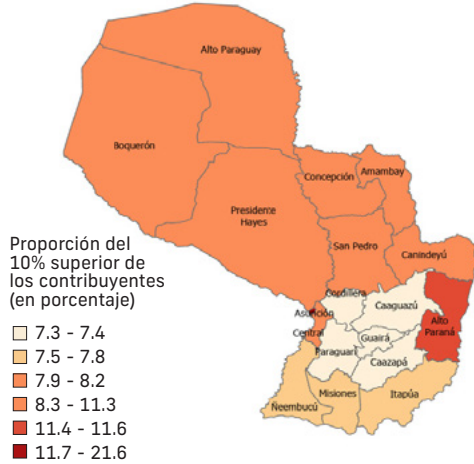 Alto Paraguay
Boquerón
Concepción
Amambay
Presidente
Hayes
San Pedro
Canindeyú
Proporción del
10% superior de
los contribuyentes
(en porcentaje)
7.3 - 7.4
7.5 - 7.8
7.9 - 8.2
8.3 - 11.3
11.4 - 11.6
11.7 - 21.6
Cordillera
Asunción
Central
Caaguazú
Alto
Paraná
Guairá
Paraguarí
Caazapá
Ñeembucú
Misiones
Itapúa